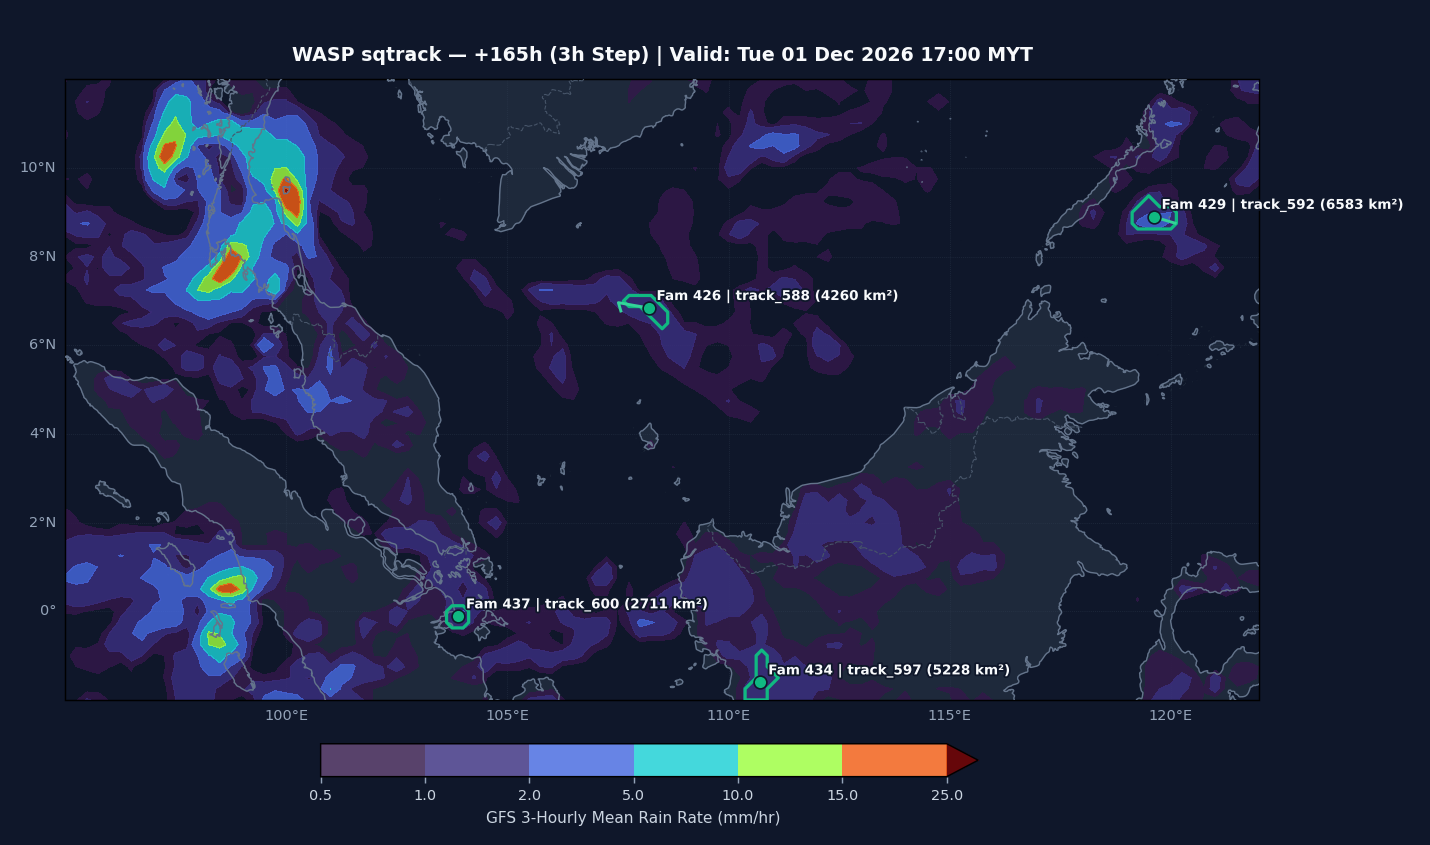 WASP sqtrack — +165h (3h Step) | Valid: Tue 01 Dec 2026 17:00 MYT
10°N
8°N
6°N
4°N
2°N
0°
Fam 429 | track_592 (6583 km²)
Fam 426 | track_588 (4260 km²)
Fam 437 | track_600 (2711 km²)
Fam 434 | track_597 (5228 km²)
100°E 105°E 110°E 115°E 120°E
0.5 1.0 2.0 5.0 10.0 15.0 25.0
GFS 3-Hourly Mean Rain Rate (mm/hr)